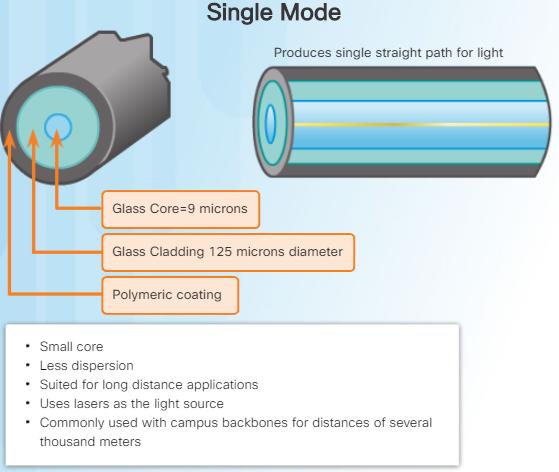 Single Mode
Produces single straight path for light
Glass Core=9 microns
Glass Cladding 125 microns diameter
Polymeric coating
• Small core
• Less dispersion
• Suited for long distance applications
• Uses lasers as the light source
• Commonly used with campus backbones for distances of several
thousand meters